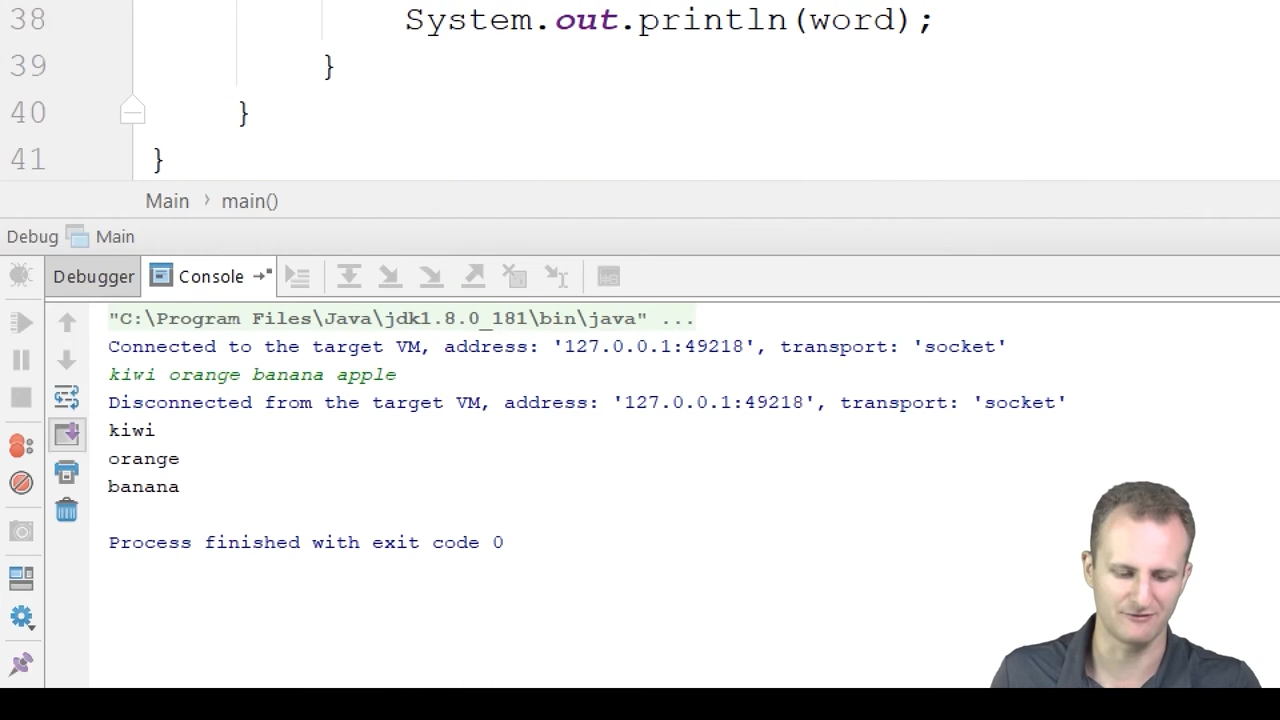 38 System.out.println(word);
39 }
40 }
41 }
Main › main()
Debug Main
Debugger Console
"C:\Program Files\Java\jdk1.8.0_181\bin\java" ...
Connected to the target VM, address: '127.0.0.1:49218', transport: 'socket'
kiwi orange banana apple
Disconnected from the target VM, address: '127.0.0.1:49218', transport: 'socket'
kiwi
orange
banana
Process finished with exit code 0